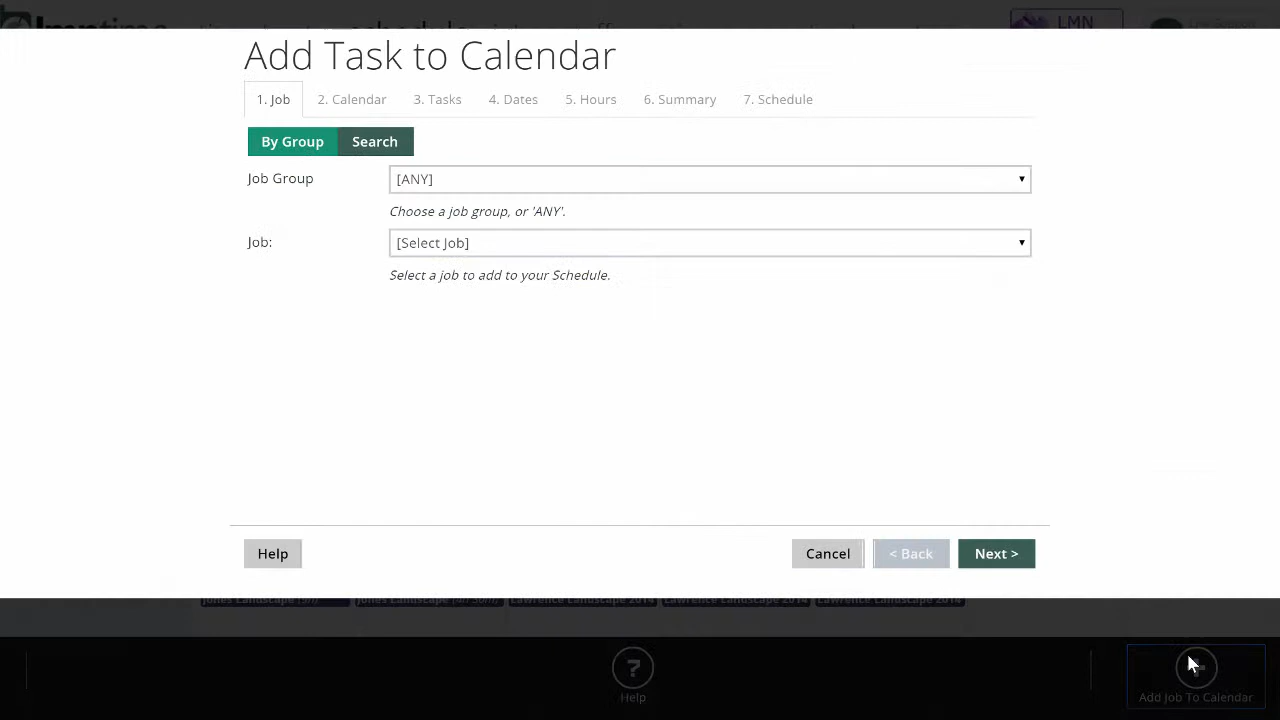 LMN
Add Task to Calendar
1. Job 2. Calendar 3. Tasks 4. Dates 5. Hours 6. Summary 7. Schedule
By Group Search
Job Group [ANY]
Choose a job group, or 'ANY'.
Job: [Select Job]
Select a job to add to your Schedule.
Help Cancel < Back Next >
Jones Landscape Jones Landscape Lawrence Landscape 2014 Lawrence Landscape 2014 Lawrence Landscape 2014
? Help Add Job To Calendar